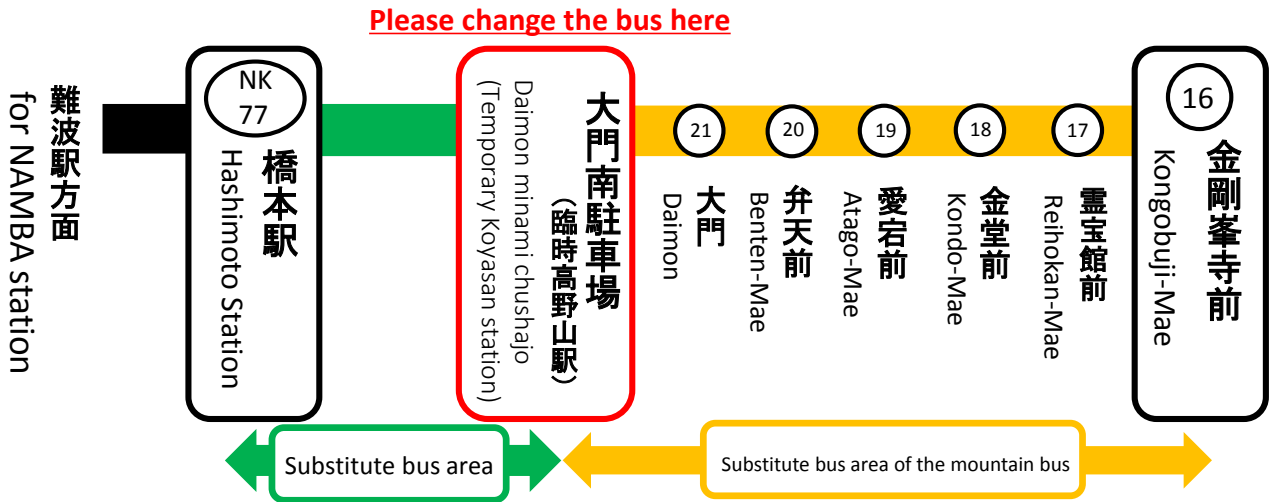 Please change the bus here
難波駅方面
for NAMBA station
NK
77
橋本駅
Hashimoto Station
大門南駐車場
（臨時高野山駅）
Daimon minami chushajo
(Temporary Koyasan station)
21
大門
Daimon
20
弁天前
Benten-Mae
19
愛宕前
Atago-Mae
18
金堂前
Kondo-Mae
17
霊宝館前
Reihokan-Mae
16
金剛峯寺前
Kongobuji-Mae
Substitute bus area
Substitute bus area of the mountain bus